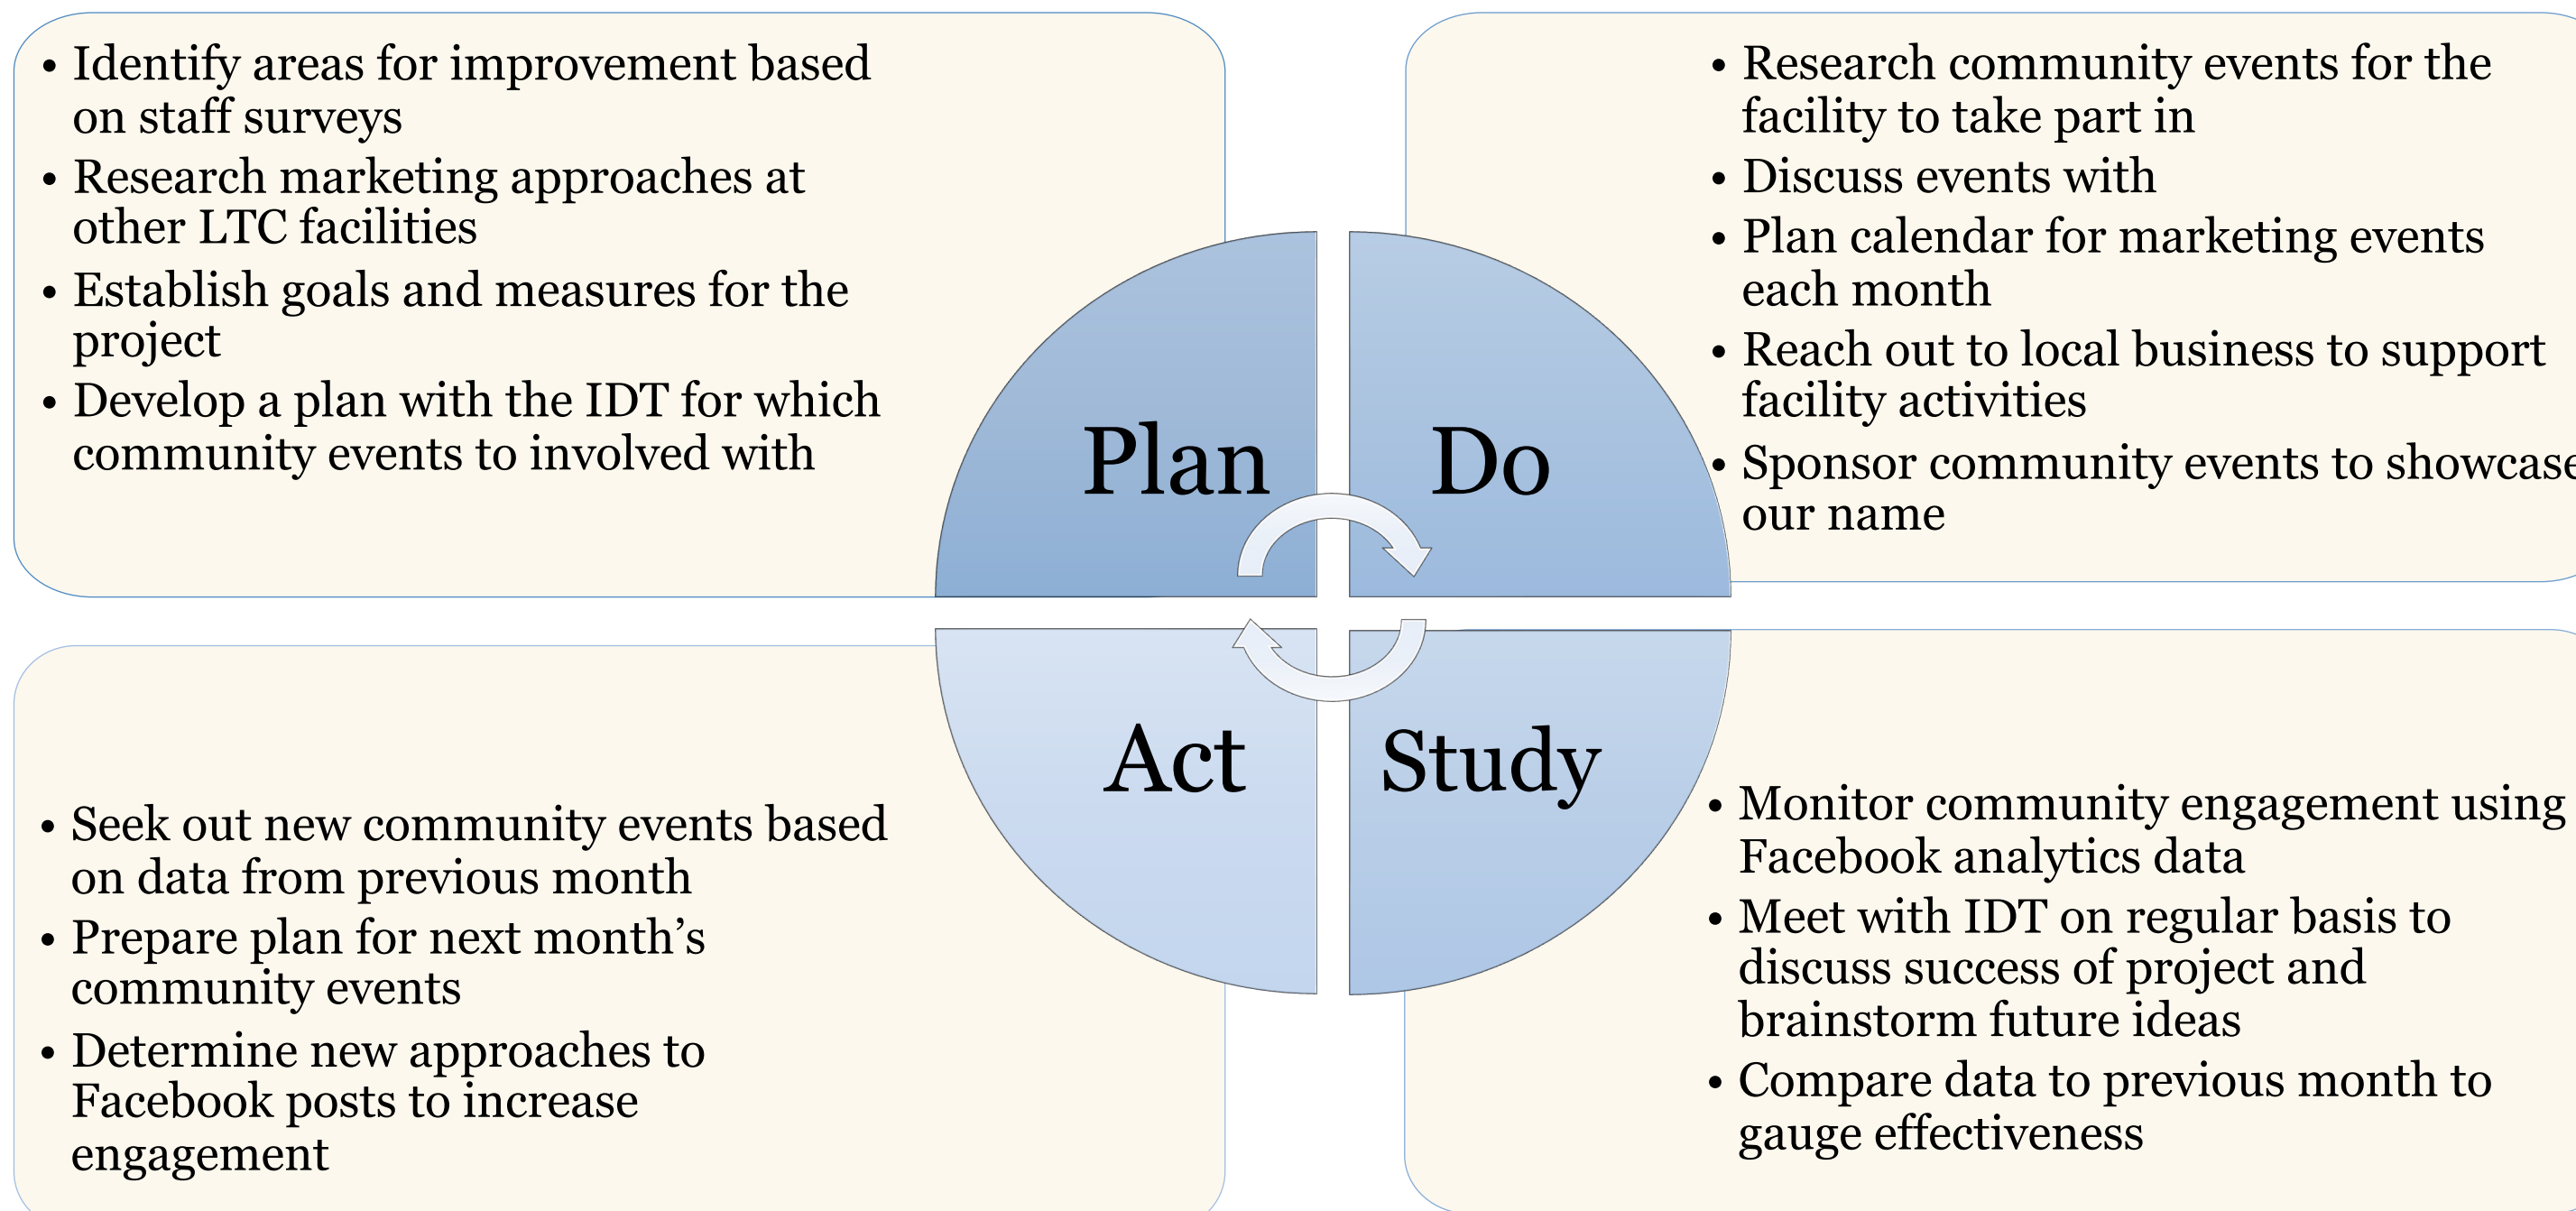 • Identify areas for improvement based
on staff surveys
• Research marketing approaches at
other LTC facilities
• Establish goals and measures for the
project
• Develop a plan with the IDT for which
community events to involved with
• Research community events for the
facility to take part in
• Discuss events with
• Plan calendar for marketing events
each month
• Reach out to local business to support
facility activities
• Sponsor community events to showcase
our name
Plan
Do
Act
Study
• Seek out new community events based
on data from previous month
• Prepare plan for next month’s
community events
• Determine new approaches to
Facebook posts to increase
engagement
• Monitor community engagement using
Facebook analytics data
• Meet with IDT on regular basis to
discuss success of project and
brainstorm future ideas
• Compare data to previous month to
gauge effectiveness